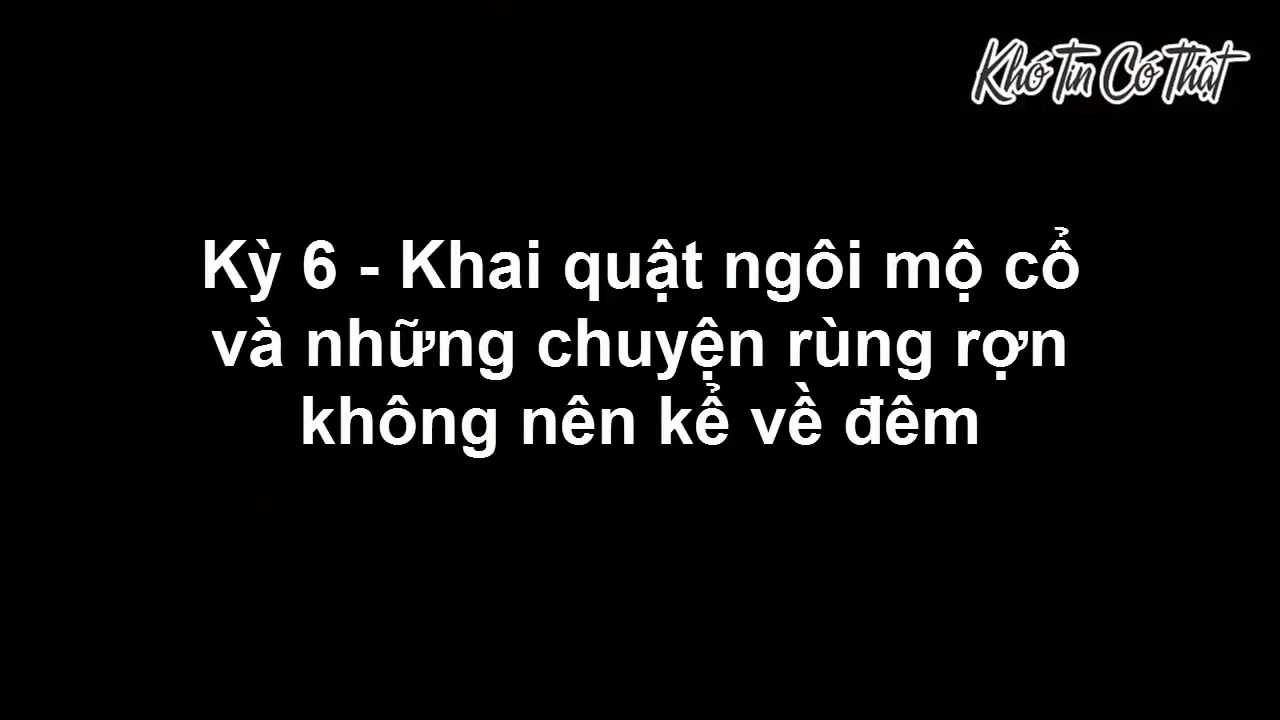 Khó Tin Có Thật
Kỳ 6 - Khai quật ngôi mộ cổ
và những chuyện rùng rợn
không nên kể về đêm